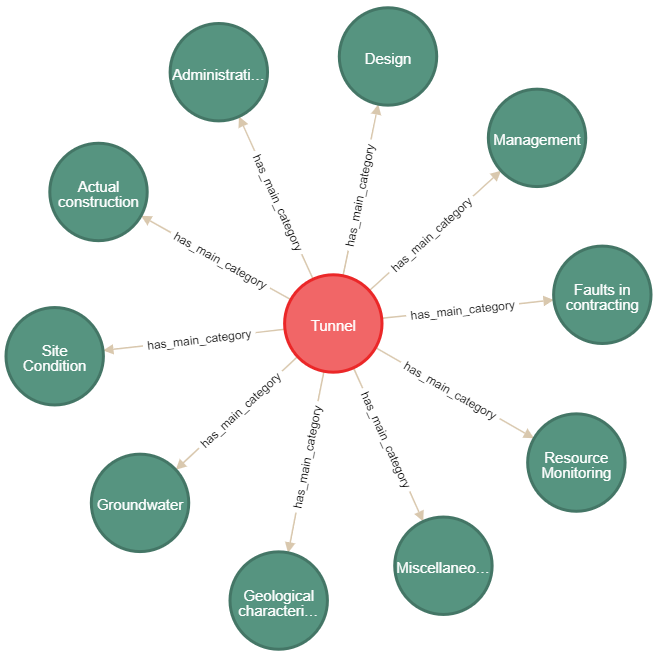 Design
Administrati...
Management
has_main_category
has_main_category
Actual
construction
has_main_category
has_main_category
Faults in
contracting
has_main_category
Tunnel
has_main_category
Site
Condition
has_main_category
has_main_category
has_main_category
has_main_category
Resource
Monitoring
Groundwater
Miscellaneo...
Geological
characteri...